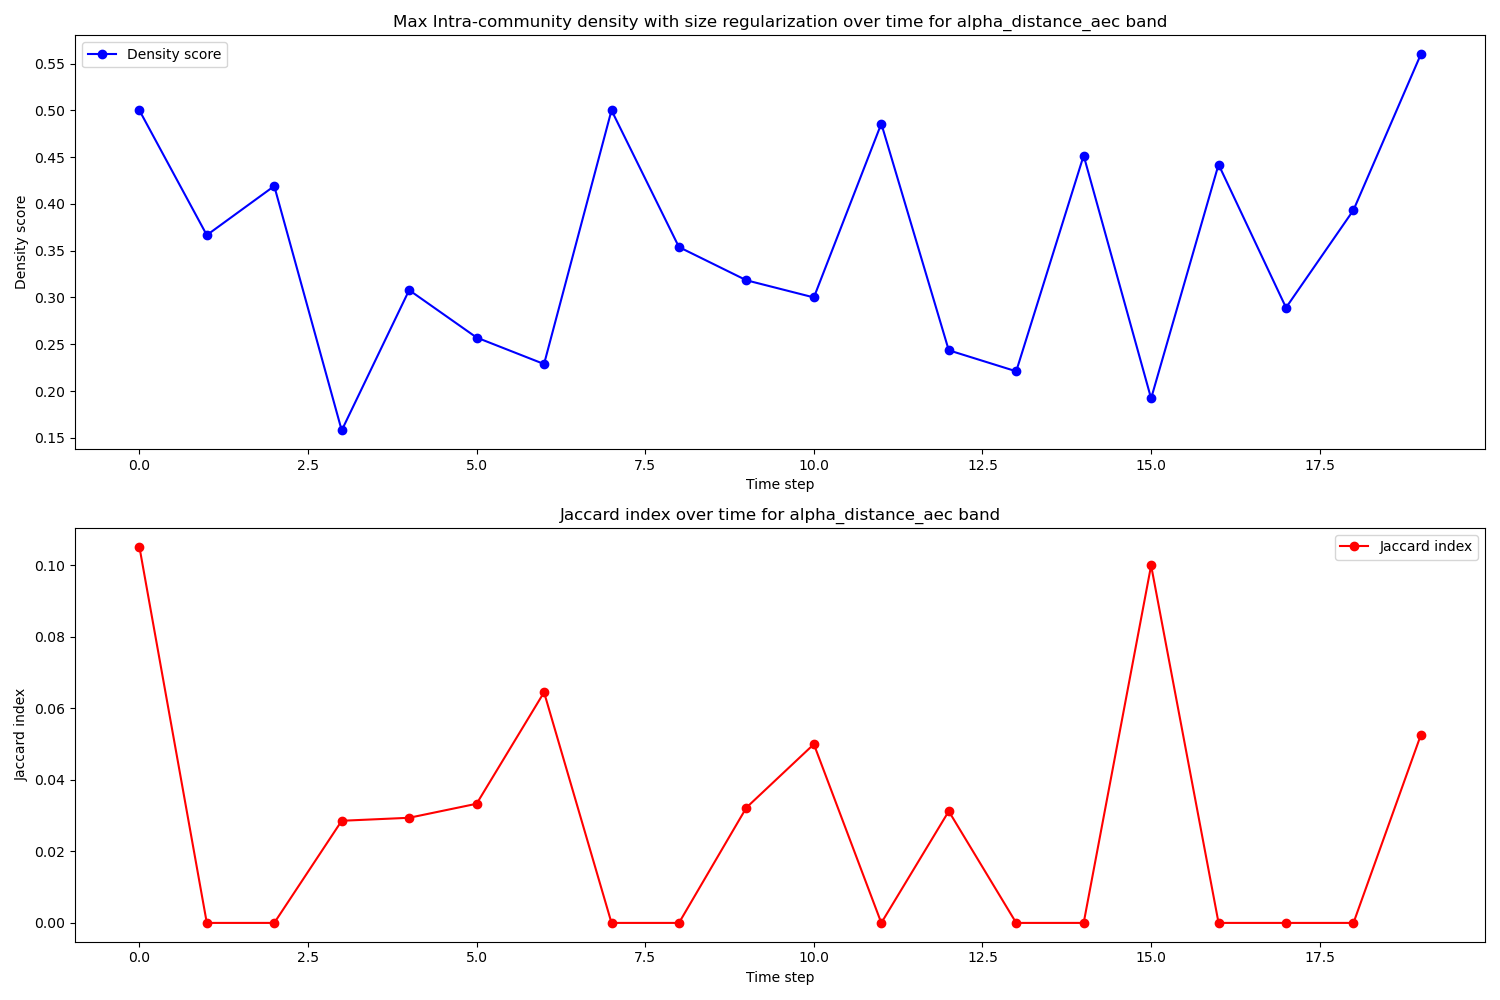 Max Intra-community density with size regularization over time for alpha_distance_aec band
Density score
0.55
0.50
0.45
0.40
0.35
0.30
0.25
0.20
0.15
Density score
0.0 2.5 5.0 7.5 10.0 12.5 15.0 17.5
Time step
Jaccard index over time for alpha_distance_aec band
Jaccard index
0.10
0.08
0.06
0.04
0.02
0.00
Jaccard index
0.0 2.5 5.0 7.5 10.0 12.5 15.0 17.5
Time step